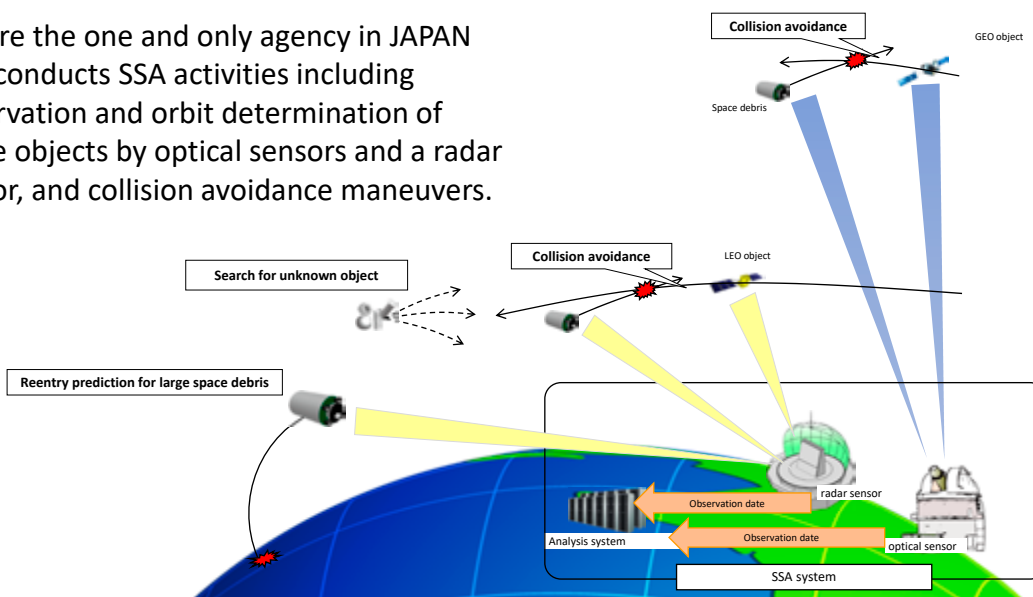 re the one and only agency in JAPAN
conducts SSA activities including
rvation and orbit determination of
e objects by optical sensors and a radar
or, and collision avoidance maneuvers.
Collision avoidance
GEO object
Space debris
Collision avoidance
LEO object
Search for unknown object
Reentry prediction for large space debris
radar sensor
Observation date
Analysis system
Observation date
optical sensor
SSA system